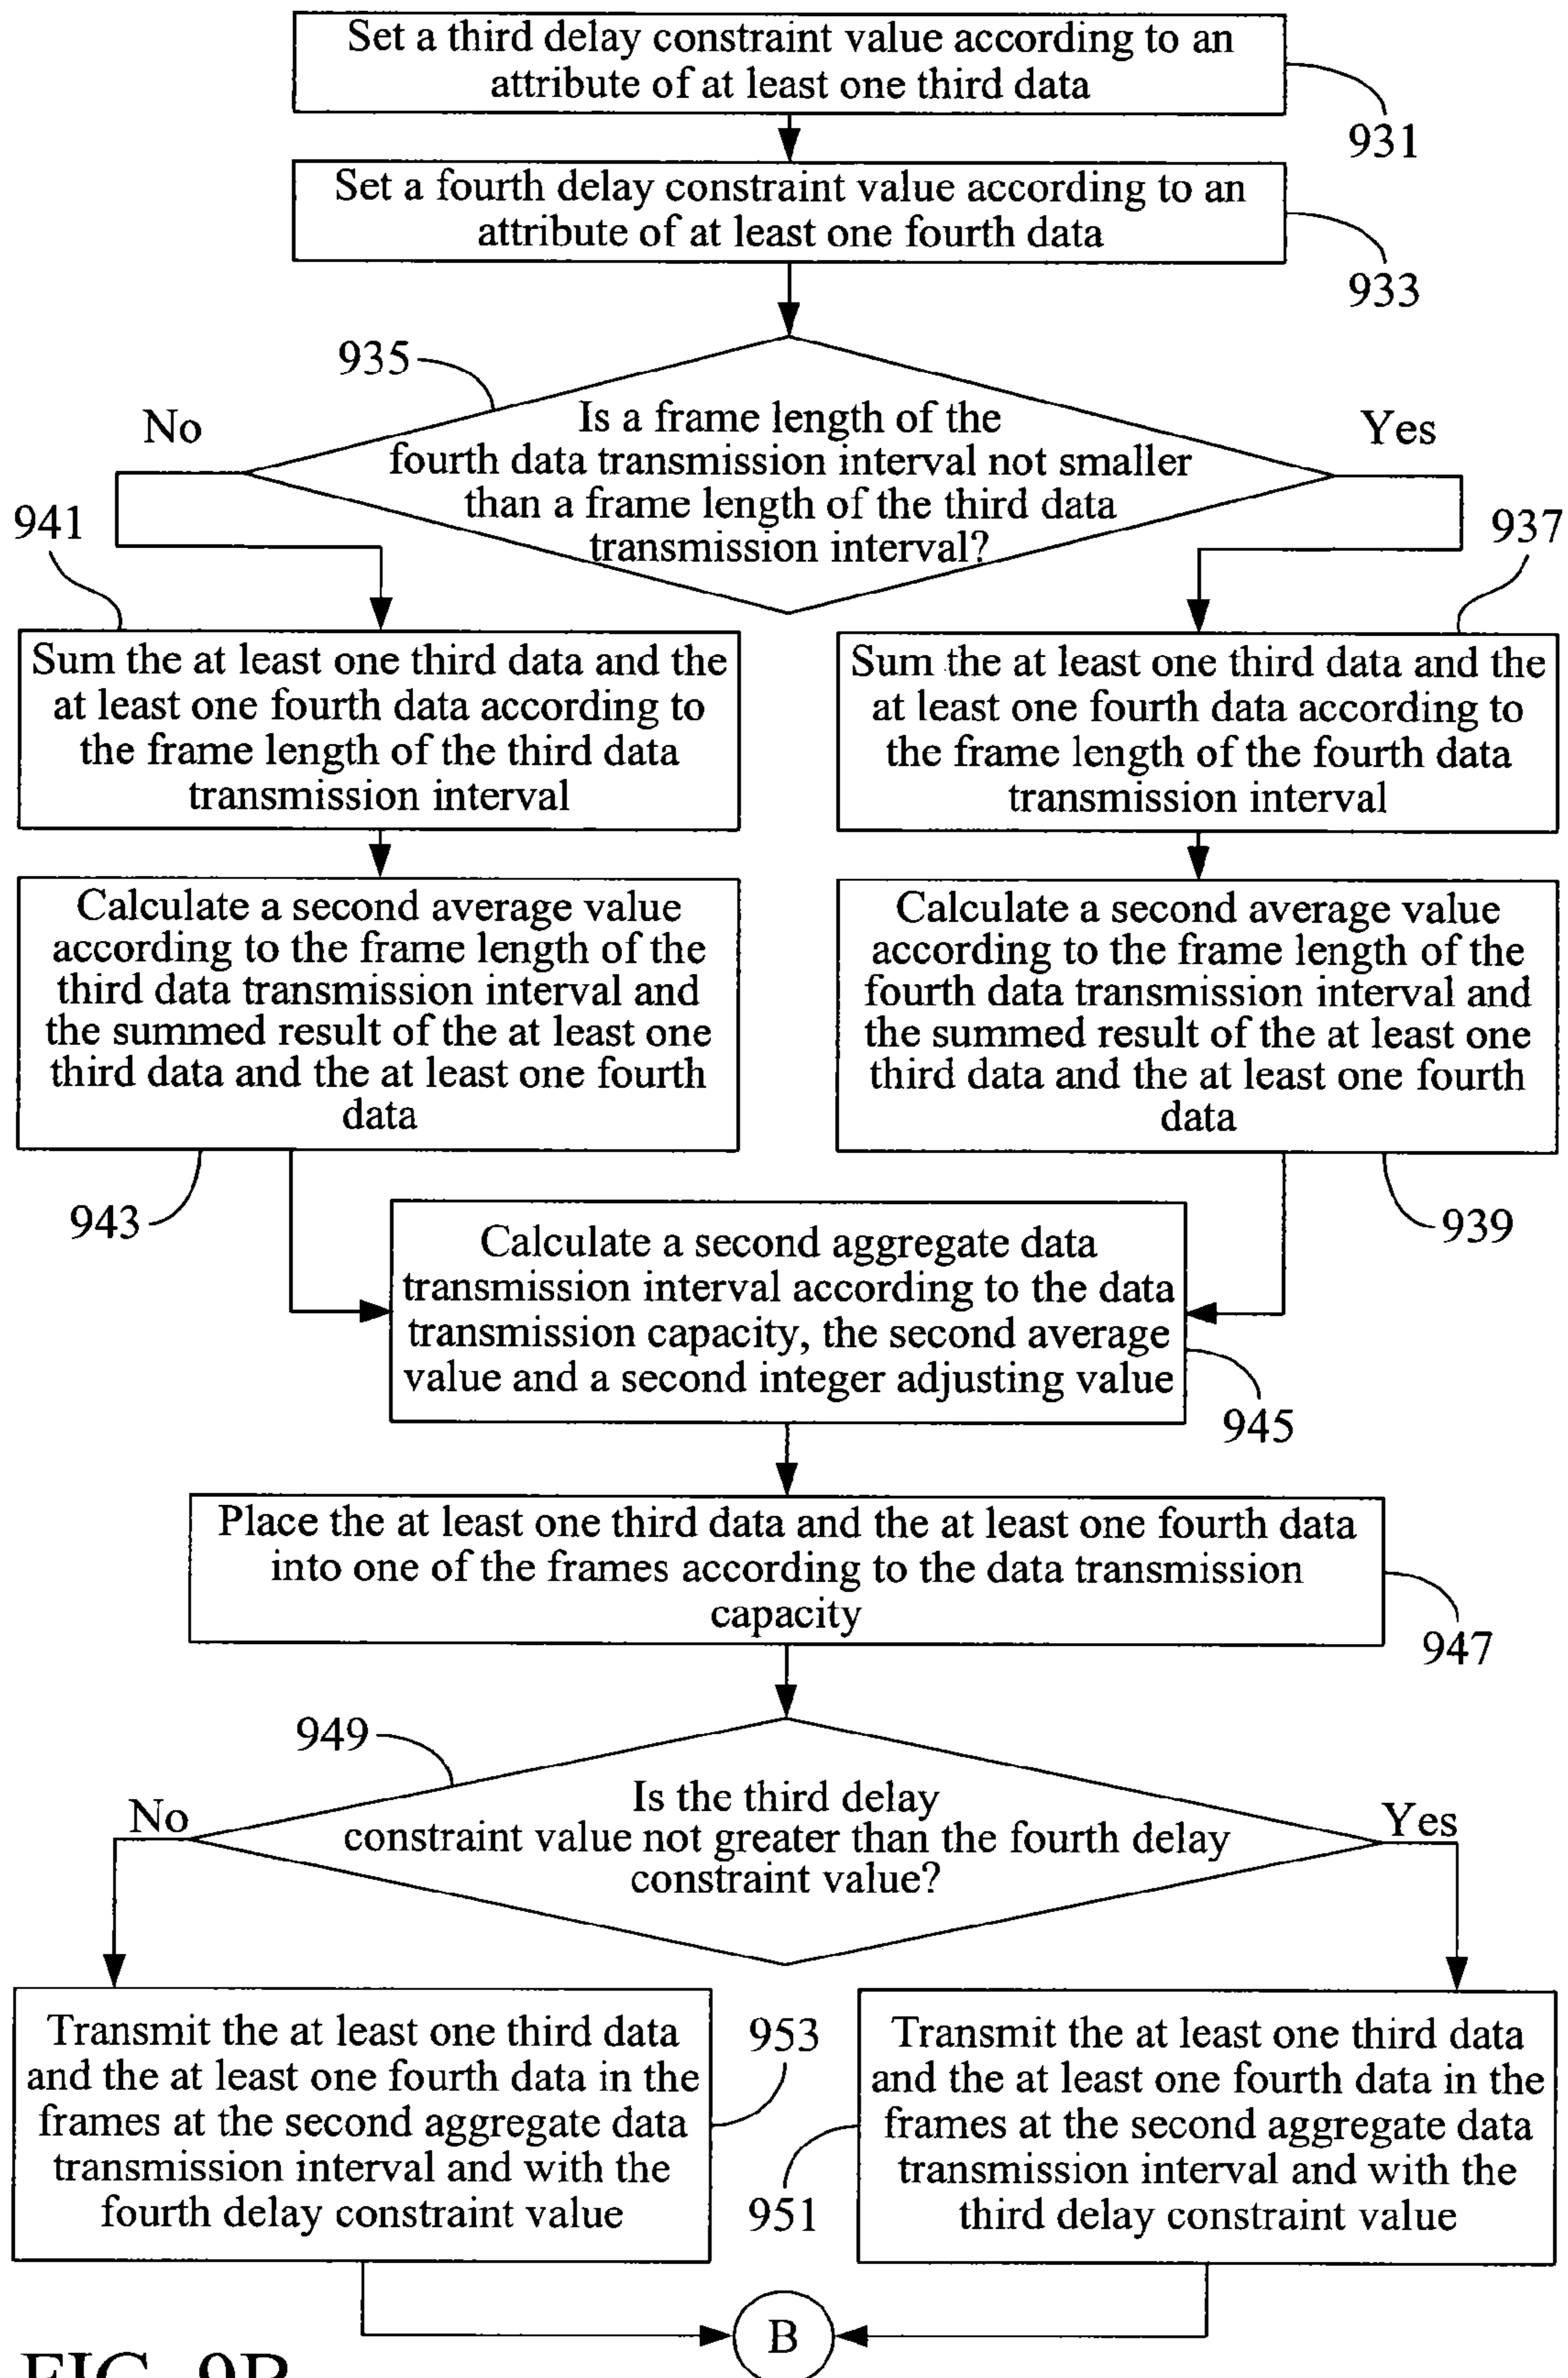 Set a third delay constraint value according to an
attribute of at least one third data
931
Set a fourth delay constraint value according to an
attribute of at least one fourth data
933
935
Is a frame length of the
fourth data transmission interval not smaller
than a frame length of the third data
transmission interval?
No
Yes
941
937
Sum the at least one third data and the
at least one fourth data according to
the frame length of the third data
transmission interval
Sum the at least one third data and the
at least one fourth data according to
the frame length of the fourth data
transmission interval
Calculate a second average value
according to the frame length of the
third data transmission interval and
the summed result of the at least one
third data and the at least one fourth
data
Calculate a second average value
according to the frame length of the
fourth data transmission interval and
the summed result of the at least one
third data and the at least one fourth
data
943
939
Calculate a second aggregate data
transmission interval according to the data
transmission capacity, the second average
value and a second integer adjusting value
945
Place the at least one third data and the at least one fourth data
into one of the frames according to the data transmission
capacity
947
949
Is the third delay
constraint value not greater than the fourth delay
constraint value?
No
Yes
Transmit the at least one third data
and the at least one fourth data in the
frames at the second aggregate data
transmission interval and with the
fourth delay constraint value
953
951
Transmit the at least one third data
and the at least one fourth data in the
frames at the second aggregate data
transmission interval and with the
third delay constraint value
B
FIG. 9B